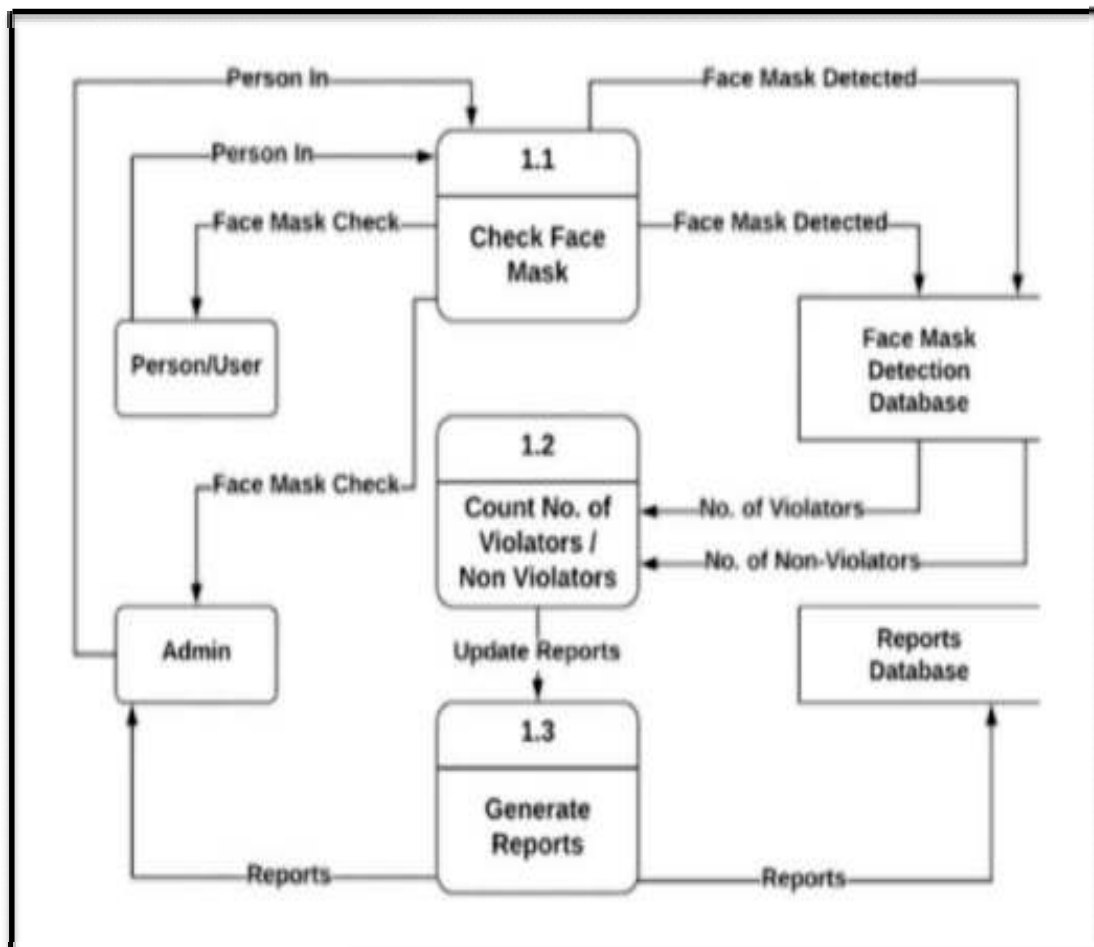 Person In
Face Mask Detected
Person In
1.1
Face Mask Check
Check Face
Mask
Face Mask Detected
Person/User
Face Mask
Detection
Database
1.2
Face Mask Check
Count No. of
Violators /
Non Violators
No. of Violators
No. of Non-Violators
Admin
Update Reports
Reports
Database
1.3
Generate
Reports
Reports
Reports